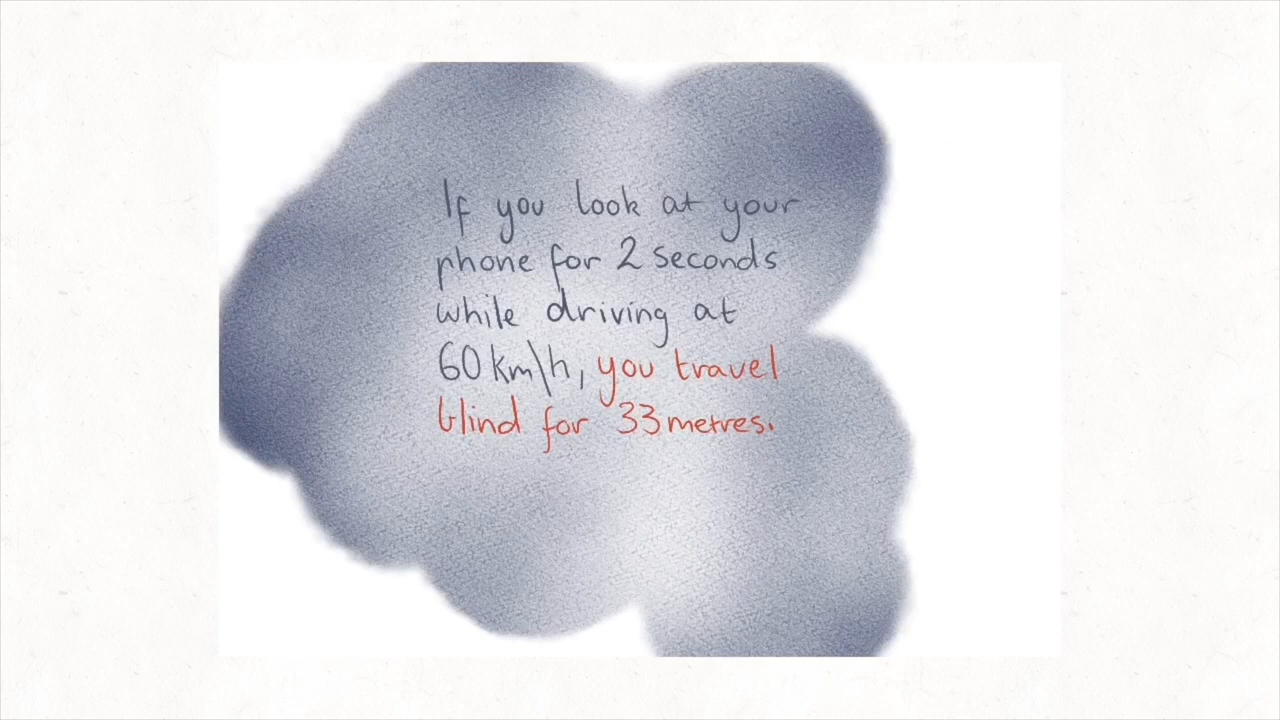 If you look at your
phone for 2 seconds
while driving at
60 km\h, you travel
blind for 33 metres.